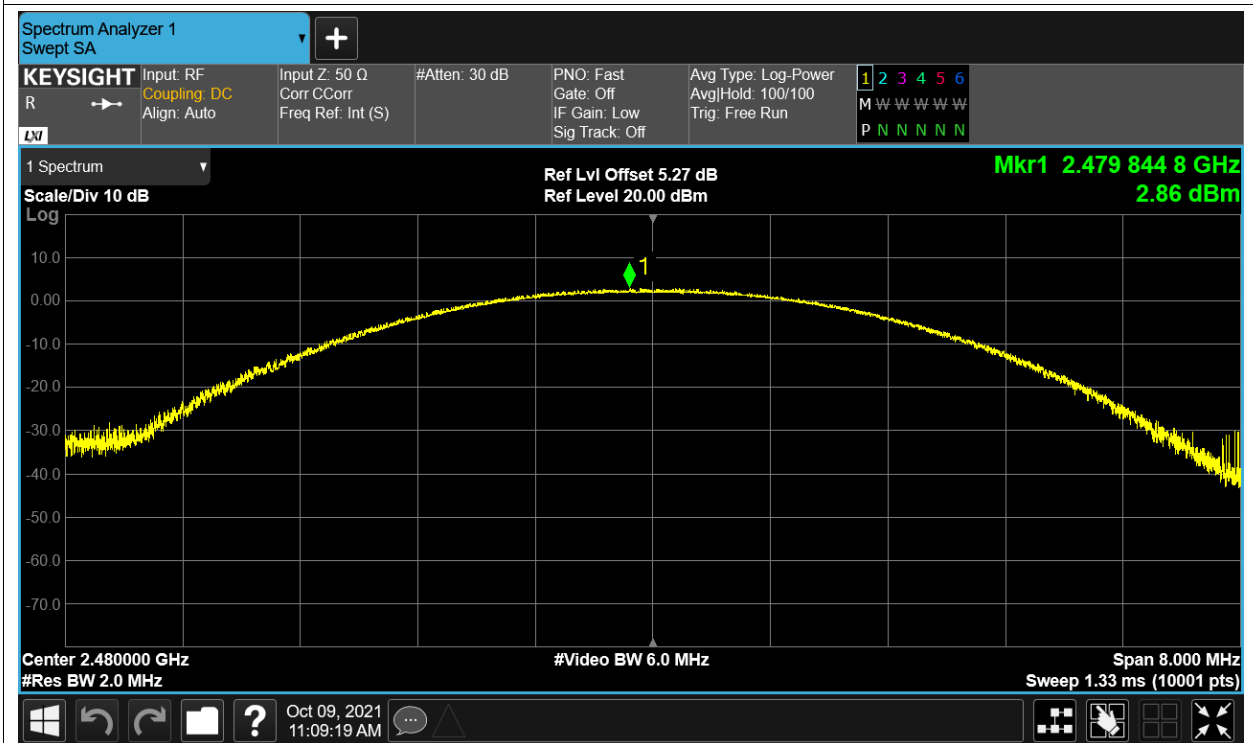 Spectrum Analyzer 1
Swept SA
KEYSIGHT
R
LXI
Input: RF
Coupling: DC
Align: Auto
Input Z: 50 Ω
Corr CCorr
Freq Ref: Int (S)
#Atten: 30 dB
PNO: Fast
Gate: Off
IF Gain: Low
Sig Track: Off
Avg Type: Log-Power
Avg|Hold: 100/100
Trig: Free Run
1 2 3 4 5 6
M W W W W W
P N N N N N
1 Spectrum
Scale/Div 10 dB
Log
Ref Lvl Offset 5.27 dB
Ref Level 20.00 dBm
Mkr1 2.479 844 8 GHz
2.86 dBm
1
10.0
0.00
-10.0
-20.0
-30.0
-40.0
-50.0
-60.0
-70.0
Center 2.480000 GHz
#Res BW 2.0 MHz
#Video BW 6.0 MHz
Span 8.000 MHz
Sweep 1.33 ms (10001 pts)
?
Oct 09, 2021
11:09:19 AM